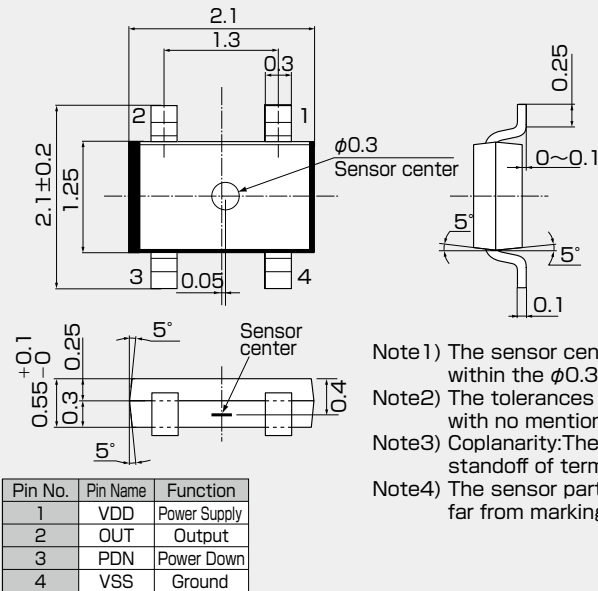 2.1
1.3
0.3
2
1
φ0.3
Sensor center
2.1±0.2
1.25
3
0.05
4
0.25
0〜0.1
5°
5°
0.1
5°
Sensor
center
0.55 +0.1 −0
0.25
0.3
0.4
5°
Note1) The sensor cen
within the φ0.3
Note2) The tolerances
with no mention
Note3) Coplanarity:The
standoff of term
Note4) The sensor part
far from marking
Pin No. Pin Name Function
1 VDD Power Supply
2 OUT Output
3 PDN Power Down
4 VSS Ground